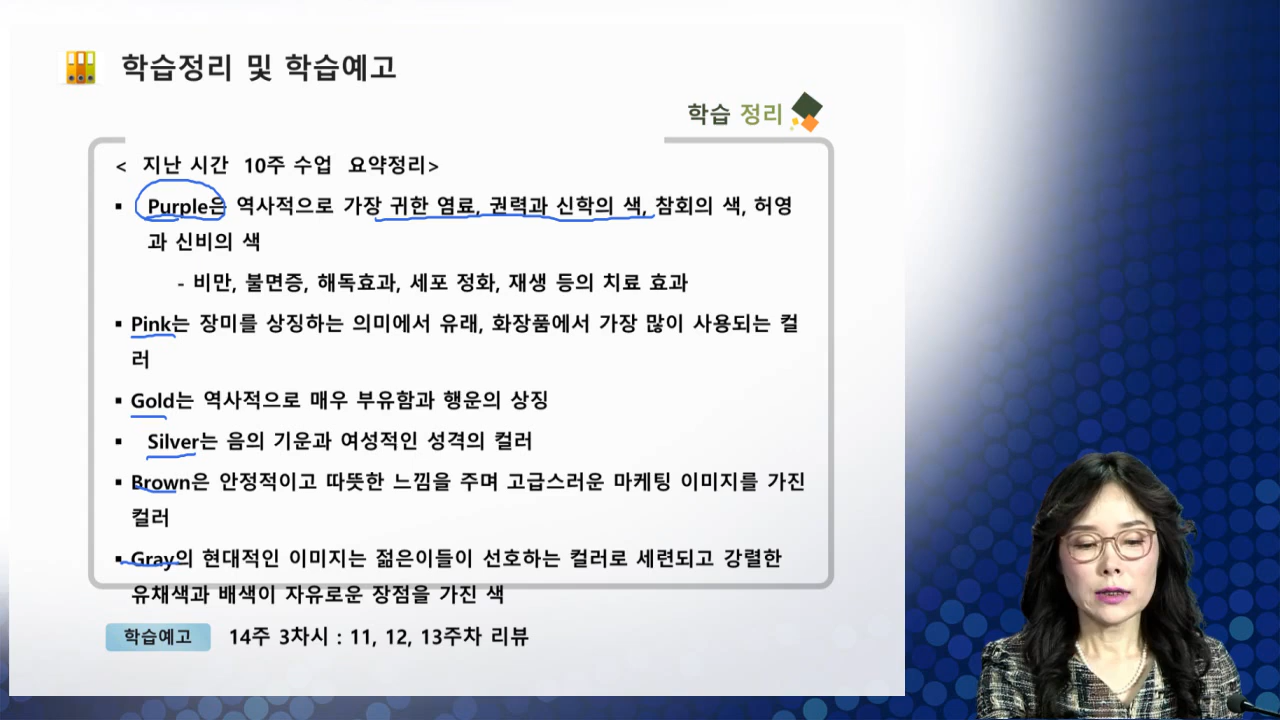 학습정리 및 학습예고
학습 정리
< 지난 시간 10주 수업 요약정리>
▪ Purple은 역사적으로 가장 귀한 염료, 권력과 신학의 색, 참회의 색, 허영
과 신비의 색
- 비만, 불면증, 해독효과, 세포 정화, 재생 등의 치료 효과
▪ Pink는 장미를 상징하는 의미에서 유래, 화장품에서 가장 많이 사용되는 컬
러
▪ Gold는 역사적으로 매우 부유함과 행운의 상징
▪ Silver는 음의 기운과 여성적인 성격의 컬러
▪ Brown은 안정적이고 따뜻한 느낌을 주며 고급스러운 마케팅 이미지를 가진
컬러
▪ Gray의 현대적인 이미지는 젊은이들이 선호하는 컬러로 세련되고 강렬한
유채색과 배색이 자유로운 장점을 가진 색
학습예고 14주 3차시 : 11, 12, 13주차 리뷰